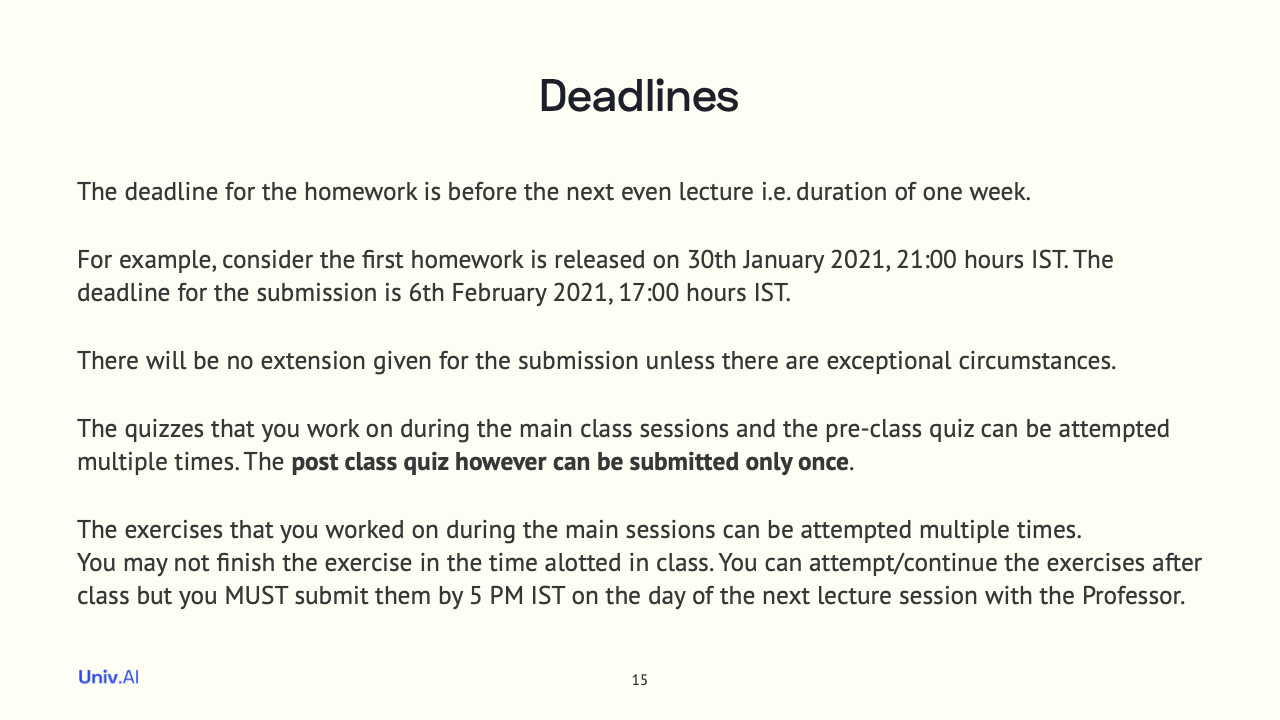 Deadlines
The deadline for the homework is before the next even lecture i.e. duration of one week.
For example, consider the first homework is released on 30th January 2021, 21:00 hours IST. The
deadline for the submission is 6th February 2021, 17:00 hours IST.
There will be no extension given for the submission unless there are exceptional circumstances.
The quizzes that you work on during the main class sessions and the pre-class quiz can be attempted
multiple times. The post class quiz however can be submitted only once.
The exercises that you worked on during the main sessions can be attempted multiple times.
You may not finish the exercise in the time alotted in class. You can attempt/continue the exercises after
class but you MUST submit them by 5 PM IST on the day of the next lecture session with the Professor.
Univ.AI
15